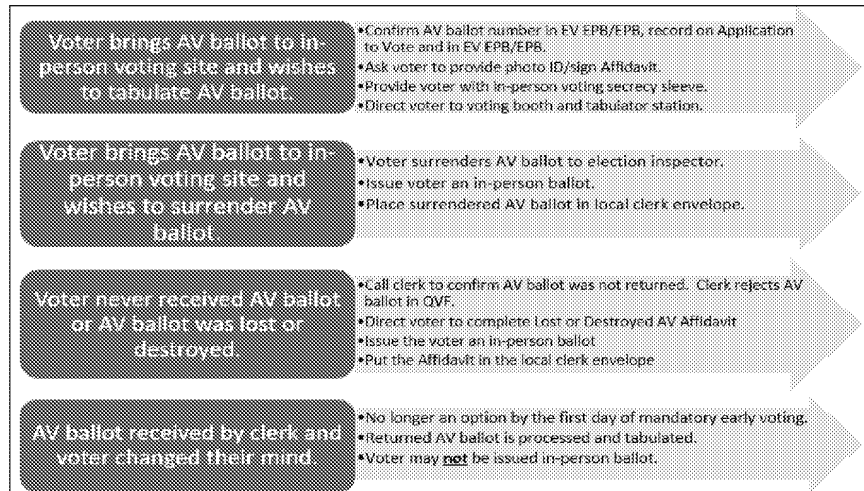 Voter brings AV ballot to in-
person voting site and wishes
to tabulate AV ballot.
•Confirm AV ballot number in EV EPB/EPB, record on Application
to Vote and in EV EPB/EPB.
•Ask voter to provide photo ID/sign Affidavit.
•Provide voter with in-person voting secrecy sleeve.
•Direct voter to voting booth and tabulator station.
Voter brings AV ballot to in-
person voting site and
wishes to surrender AV
ballot.
•Voter surrenders AV ballot to election inspector.
•Issue voter an in-person ballot.
•Place surrendered AV ballot in local clerk envelope.
Voter never received AV ballot
or AV ballot was lost or
destroyed.
•Call clerk to confirm AV ballot was not returned. Clerk rejects AV
ballot in QVF.
•Direct voter to complete Lost or Destroyed AV Affidavit
•Issue the voter an in-person ballot
•Put the Affidavit in the local clerk envelope
AV ballot received by clerk and
voter changed their mind.
•No longer an option by the first day of mandatory early voting.
•Returned AV ballot is processed and tabulated.
•Voter may not be issued in-person ballot.